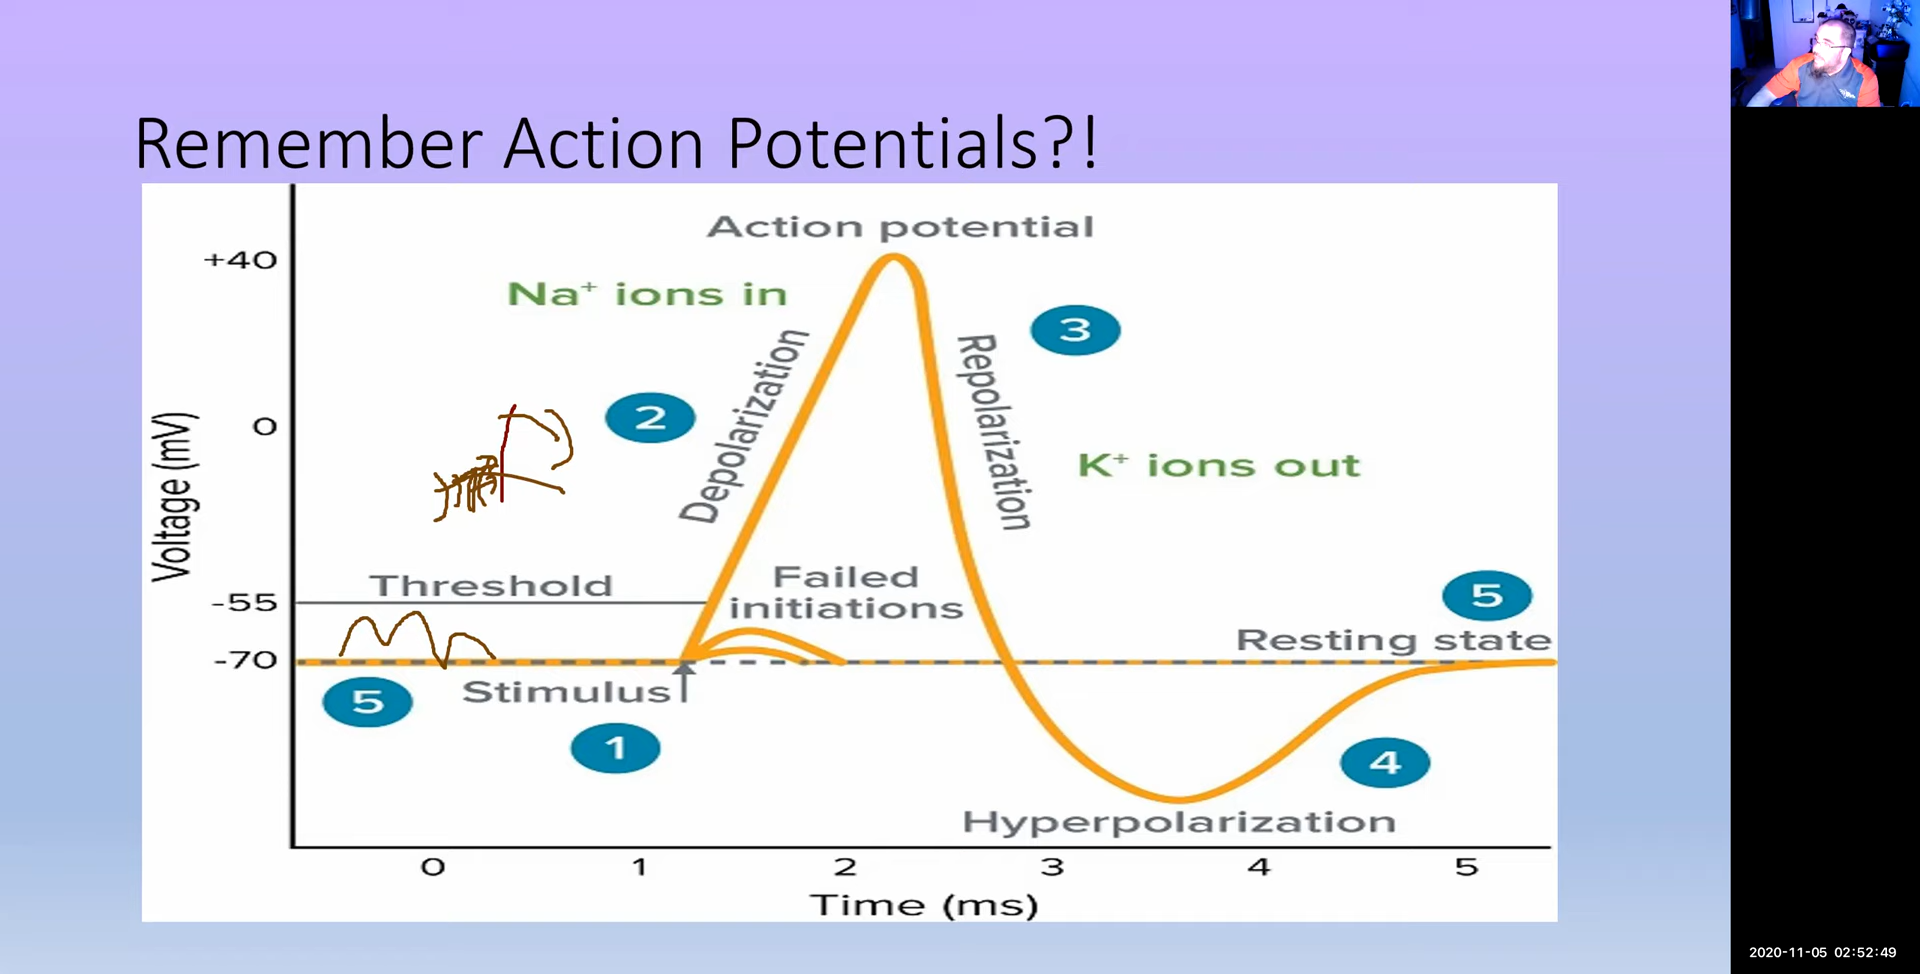 Remember Action Potentials?!
Action potential
+40
Na+ ions in
3
Depolarization
Repolarization
2
0
K+ ions out
Voltage (mV)
Threshold
Failed
initiations
-55
5
Resting state
-70
Stimulus
5
1
4
Hyperpolarization
0 1 2 3 4 5
Time (ms)
2020-11-05 02:52:49